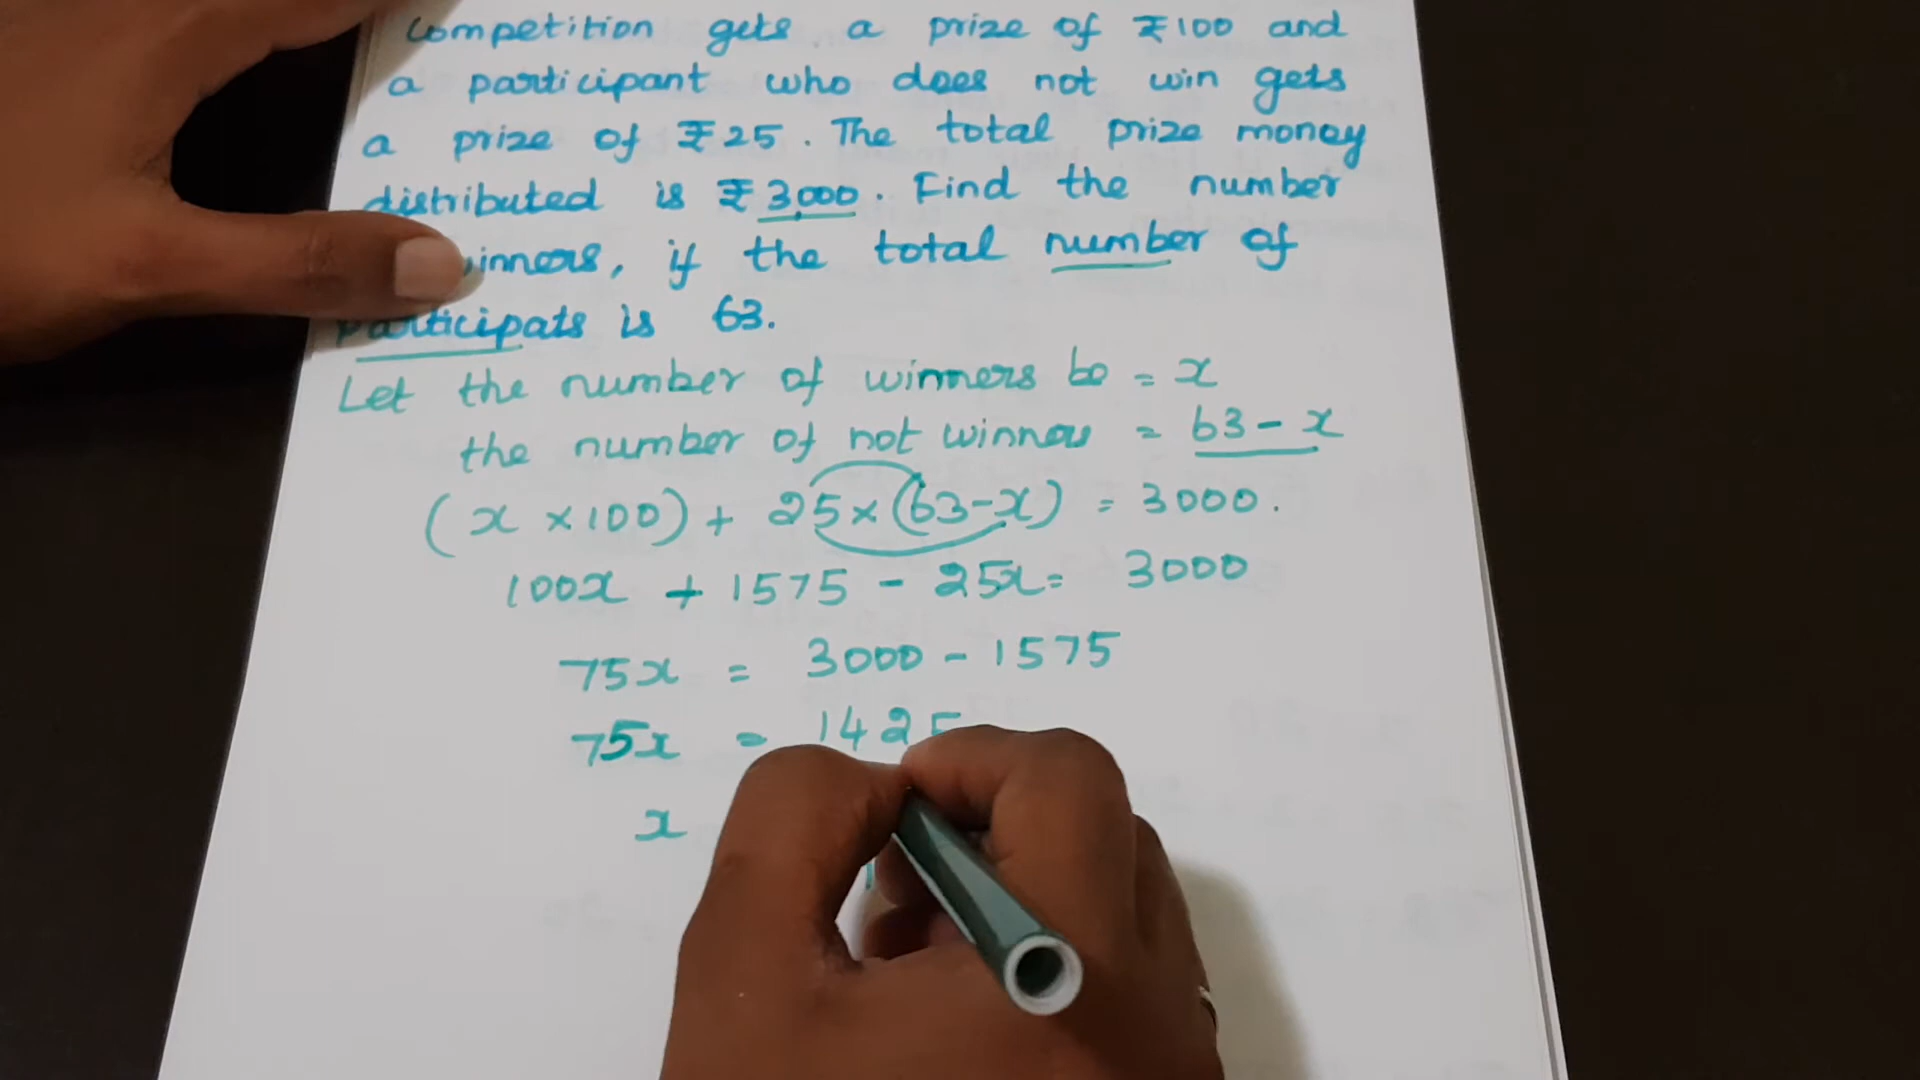 competition gets a prize of ₹100 and
a participant who does not win gets
a prize of ₹25. The total prize money
distributed is ₹3,000. Find the number
inners, if the total number of
participats is 63.
Let the number of winners be = x
the number of not winners = 63 - x
(x × 100) + 25 × (63 - x) = 3000.
100x + 1575 - 25x = 3000
75x = 3000 - 1575
75x = 1425
x